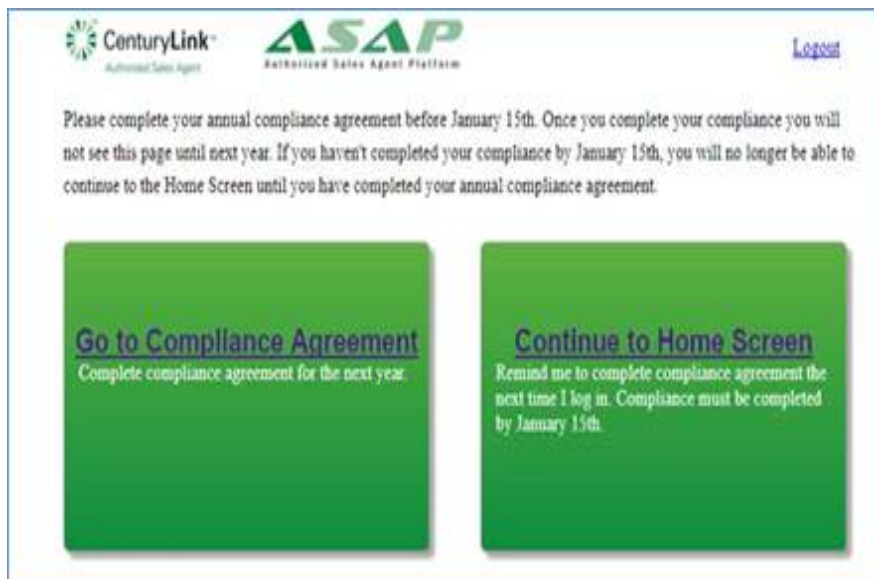 CenturyLink™
Authorized Sales Agent
ASAP
Authorized Sales Agent Platform
Logout
Please complete your annual compliance agreement before January 15th. Once you complete your compliance you will
not see this page until next year. If you haven't completed your compliance by January 15th, you will no longer be able to
continue to the Home Screen until you have completed your annual compliance agreement.
Go to Compliance Agreement
Complete compliance agreement for the next year.
Continue to Home Screen
Remind me to complete compliance agreement the
next time I log in. Compliance must be completed
by January 15th.